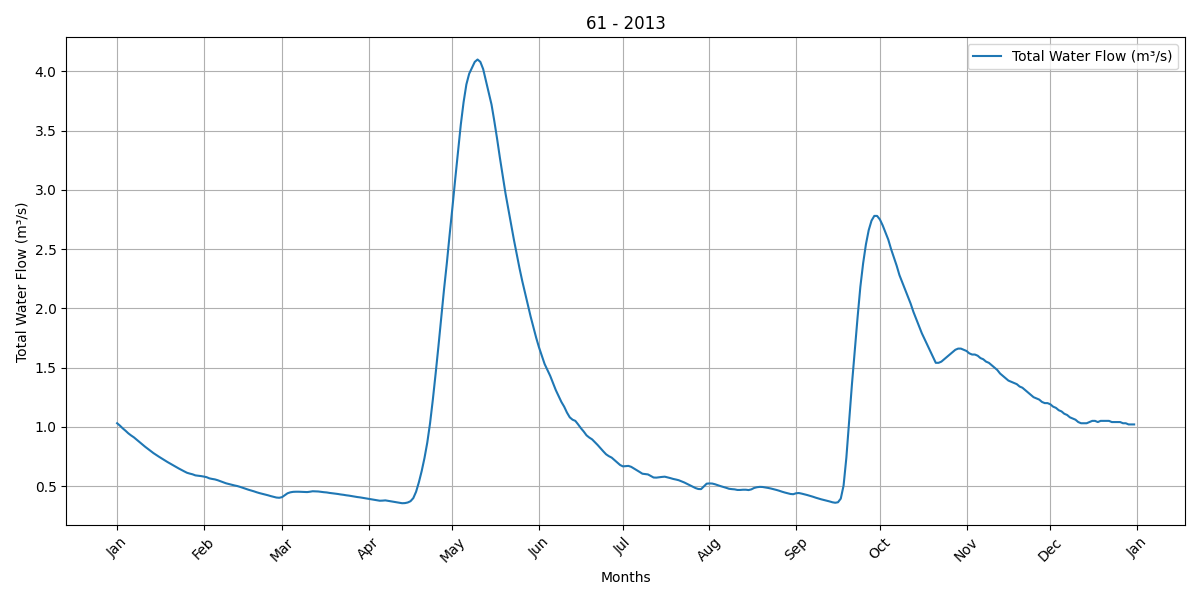 61 - 2013
Total Water Flow (m³/s)
Total Water Flow (m³/s)
4.0
3.5
3.0
2.5
2.0
1.5
1.0
0.5
Jan
Feb
Mar
Apr
May
Jun
Jul
Aug
Sep
Oct
Nov
Dec
Jan
Months